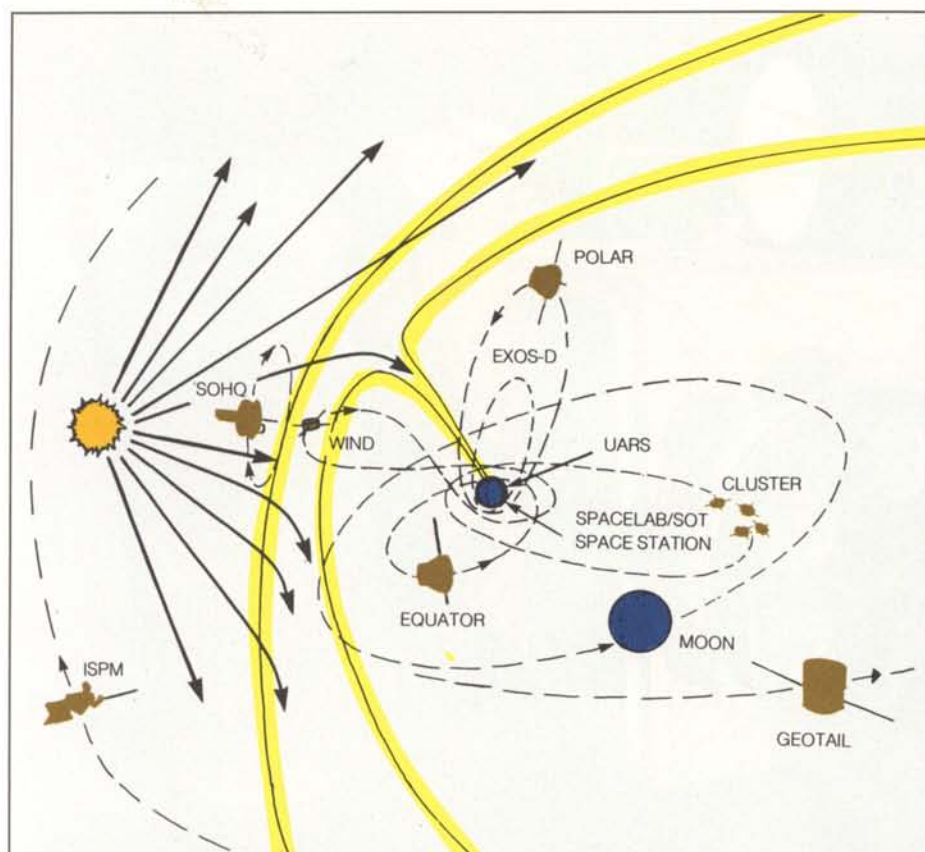 POLAR
EXOS-D
SOHO
WIND
UARS
CLUSTER
SPACELAB/SOT
SPACE STATION
EQUATOR
MOON
ISPM
GEOTAIL